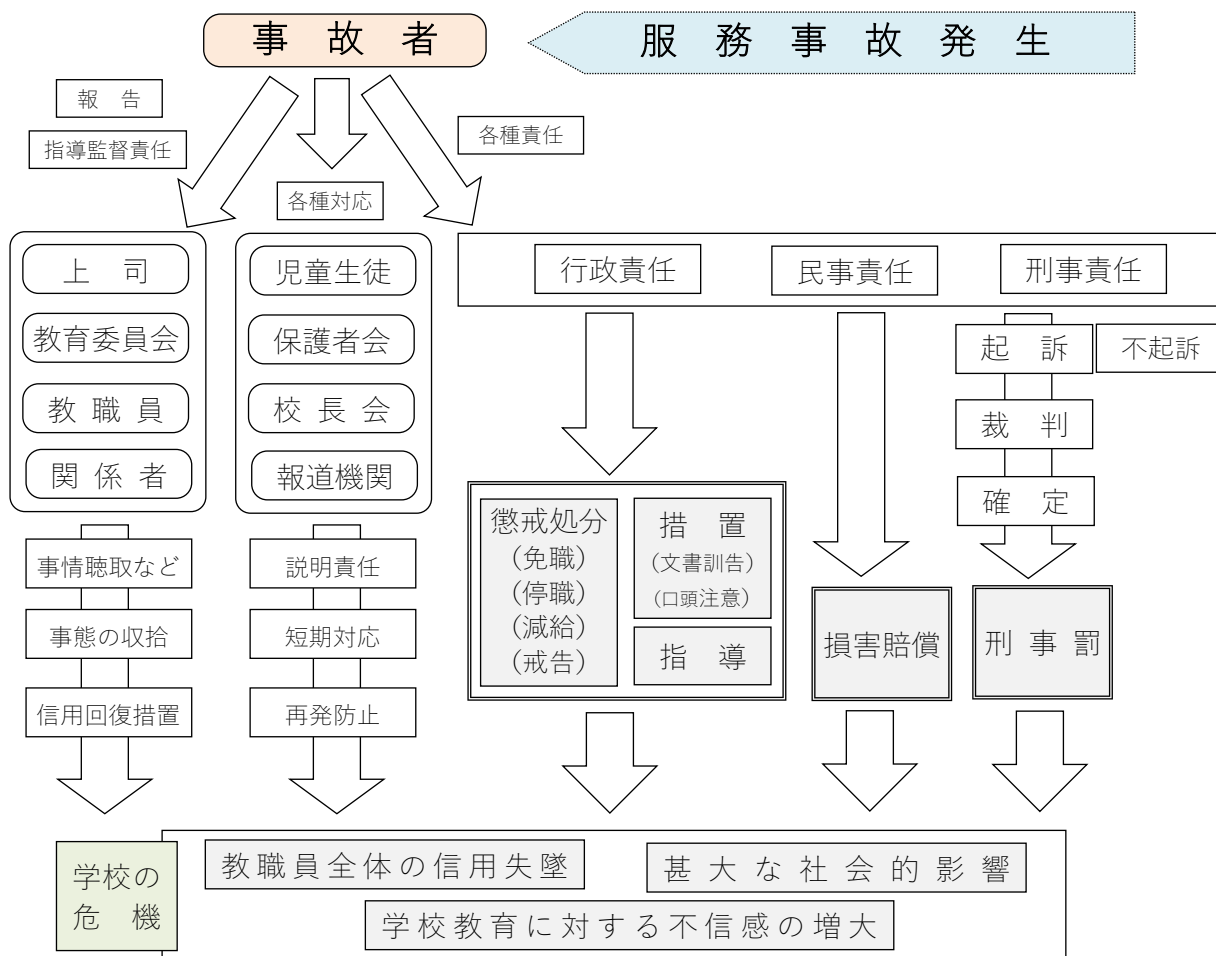 事故者
服務事故発生
報告
指導監督責任
各種対応
各種責任
上司
教育委員会
教職員
関係者
児童生徒
保護者会
校長会
報道機関
行政責任
民事責任
刑事責任
起訴
不起訴
裁判
確定
事情聴取など
事態の収拾
信用回復措置
説明責任
短期対応
再発防止
懲戒処分
(免職)
(停職)
(減給)
(戒告)
措置
(文書訓告)
(口頭注意)
指導
損害賠償
刑事罰
学校の
危機
教職員全体の信用失墜
甚大な社会的影響
学校教育に対する不信感の増大